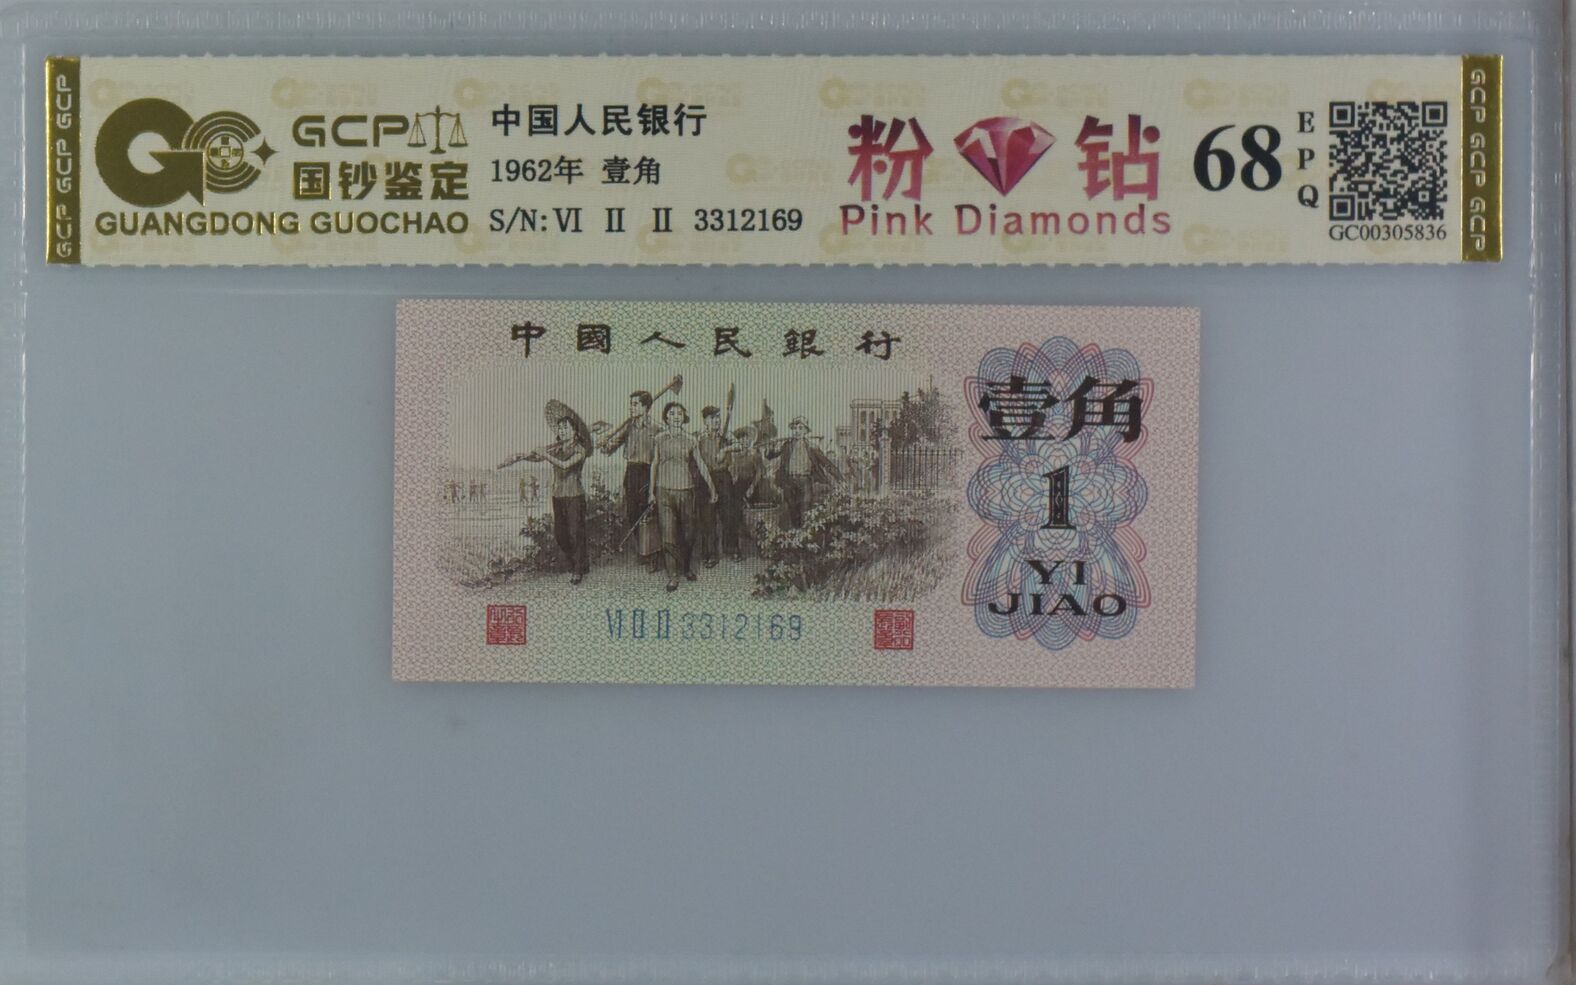 GCP
国钞鉴定
GUANGDONG GUOCHAO
中国人民银行
1962年 壹角
S/N: VI II II 3312169
粉 钻
Pink Diamonds
68
EPQ
GC00305836
GCP GCP GCP
GCP GCP GCP
中國人民銀行
壹角
1
YI
JIAO
VI II II 3312169